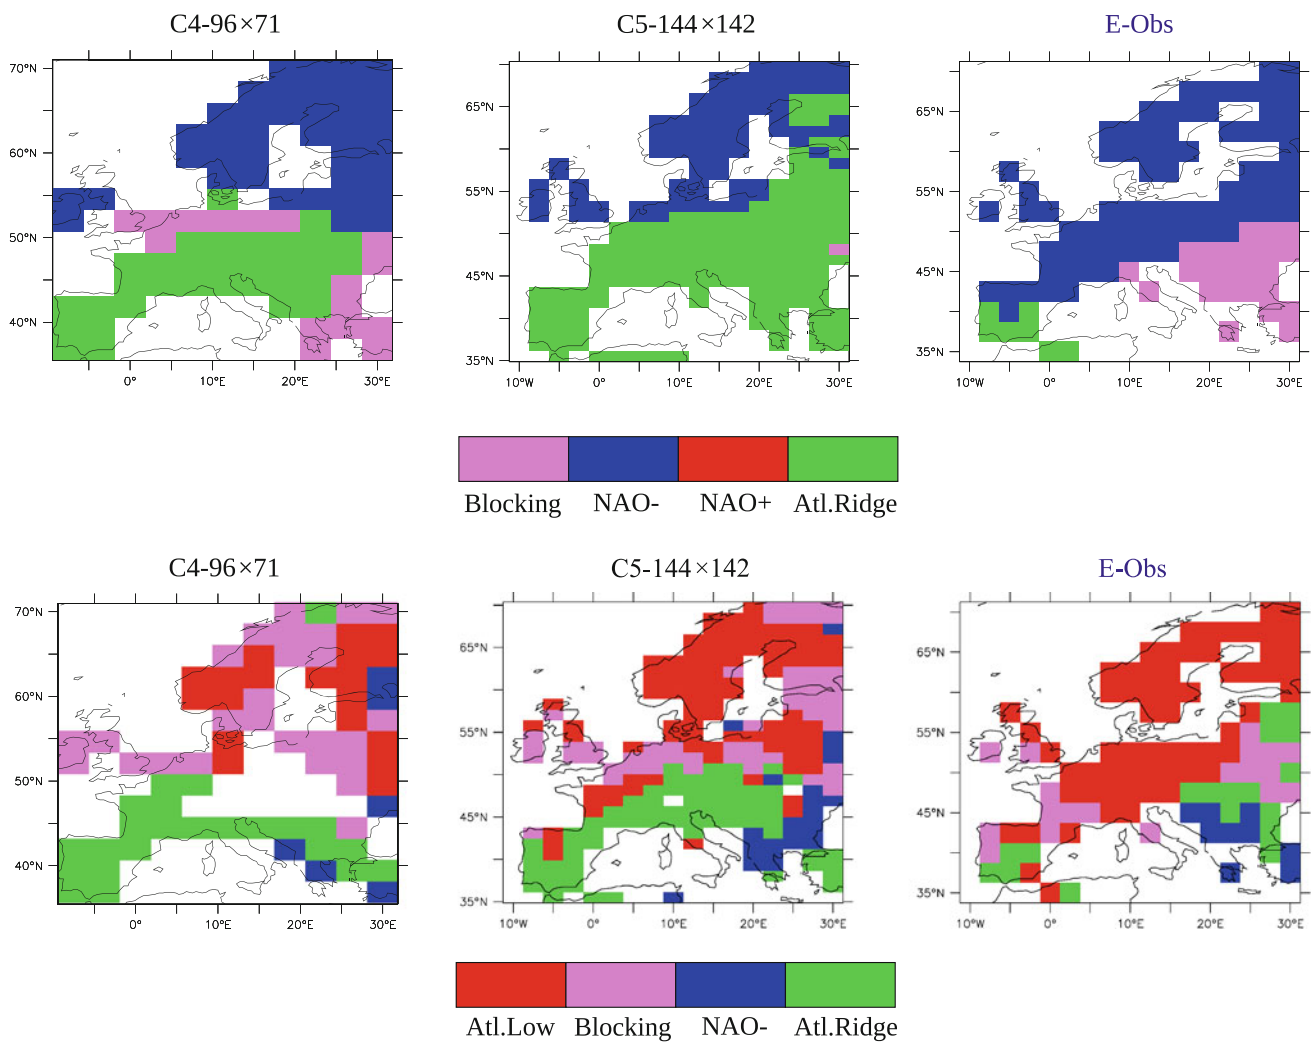 C4-96×71 C5-144×142 E-Obs
70°N
60°N
50°N
40°N
0° 10°E 20°E 30°E
65°N
55°N
45°N
35°N
10°W 0° 10°E 20°E 30°E
65°N
55°N
45°N
35°N
10°W 0° 10°E 20°E 30°E
Blocking NAO- NAO+ Atl.Ridge
C4-96×71 C5-144×142 E-Obs
70°N
60°N
50°N
40°N
0° 10°E 20°E 30°E
65°N
55°N
45°N
35°N
10°W 0° 10°E 20°E 30°E
65°N
55°N
45°N
35°N
10°W 0° 10°E 20°E 30°E
Atl.Low Blocking NAO- Atl.Ridge